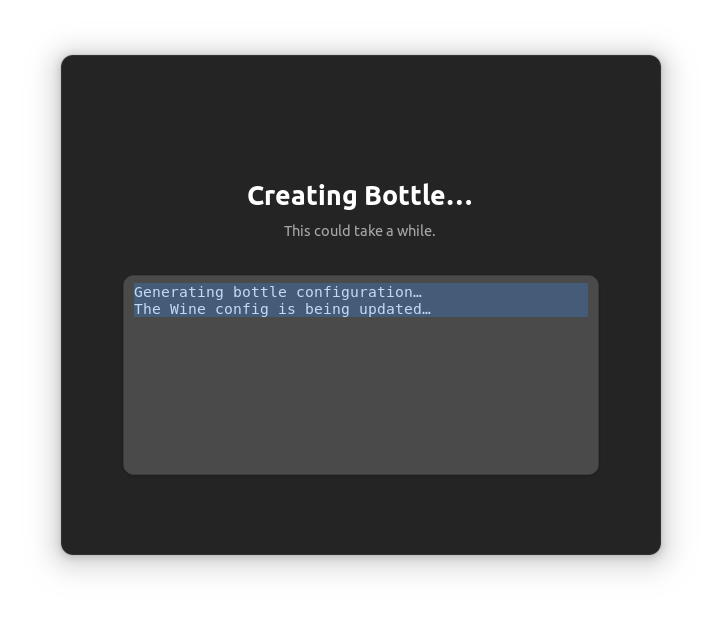 Creating Bottle…
This could take a while.
Generating bottle configuration…
The Wine config is being updated…